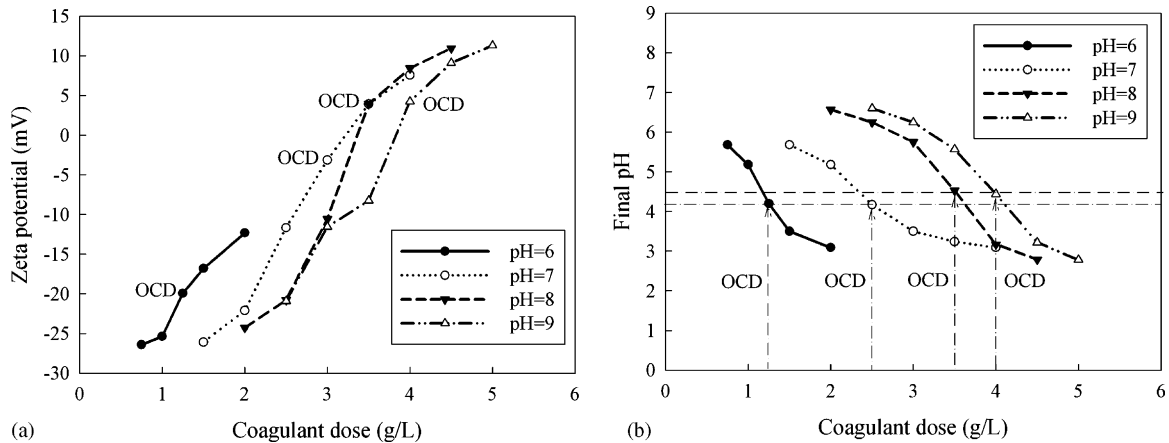 15
10
5
0
-5
-10
-15
-20
-25
-30
Zeta potential (mV)
OCD
OCD
OCD
OCD
pH=6
pH=7
pH=8
pH=9
0 1 2 3 4 5 6
(a) Coagulant dose (g/L)
9
8
7
6
5
4
3
2
1
0
Final pH
pH=6
pH=7
pH=8
pH=9
OCD OCD OCD OCD
0 1 2 3 4 5 6
(b) Coagulant dose (g/L)